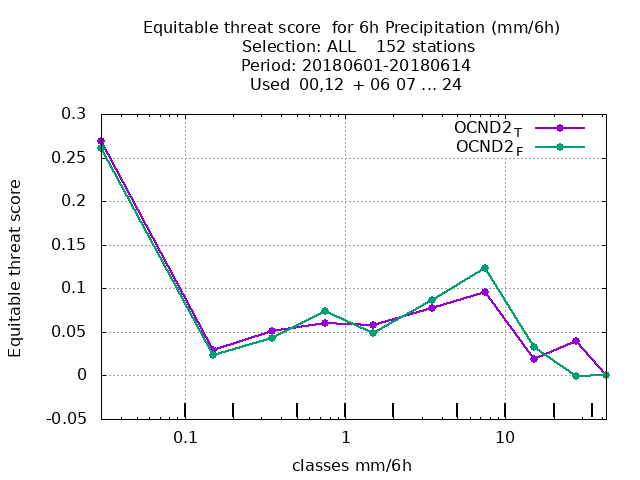 Equitable threat score  for 6h Precipitation (mm/6h)
Selection: ALL    152 stations
Period: 20180601-20180614
Used  00,12  + 06 07 ... 24
0.3
OCND2T
OCND2F
0.25
0.2
0.15
0.1
0.05
0
-0.05
Equitable threat score
0.1 1 10
classes mm/6h